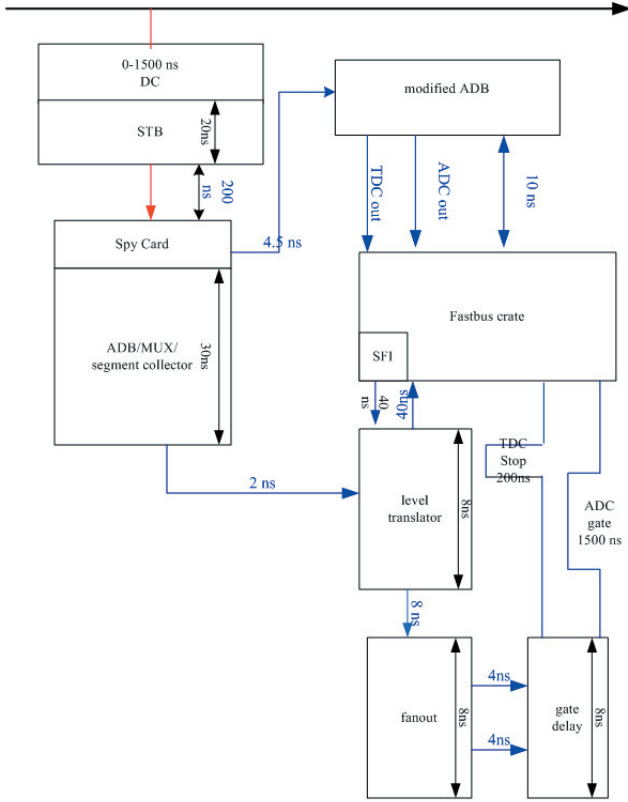 0-1500 ns
DC
STB
20ns
200
ns
Spy Card
4.5 ns
ADB/MUX/
segment collector
30ns
2 ns
modified ADB
TDC out
ADC out
10 ns
Fastbus crate
SFI
40
ns
40ns
level
translator
8ns
TDC
Stop
200ns
ADC
gate
1500 ns
8 ns
fanout
8ns
4ns
4ns
gate
delay
8ns